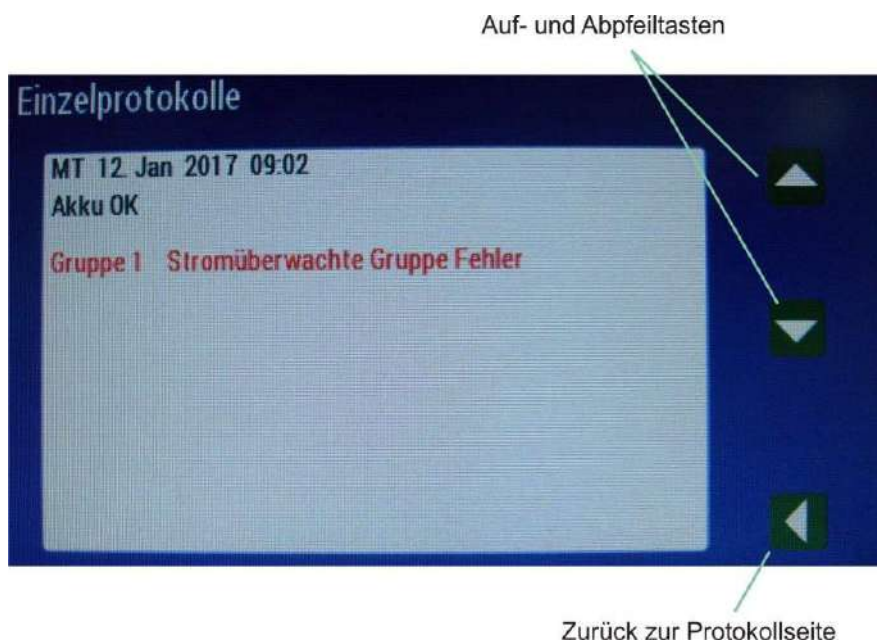 Auf- und Abpfeiltasten
Einzelprotokolle
MT 12. Jan 2017 09:02
Akku OK
Gruppe 1 Stromüberwachte Gruppe Fehler
Zurück zur Protokollseite